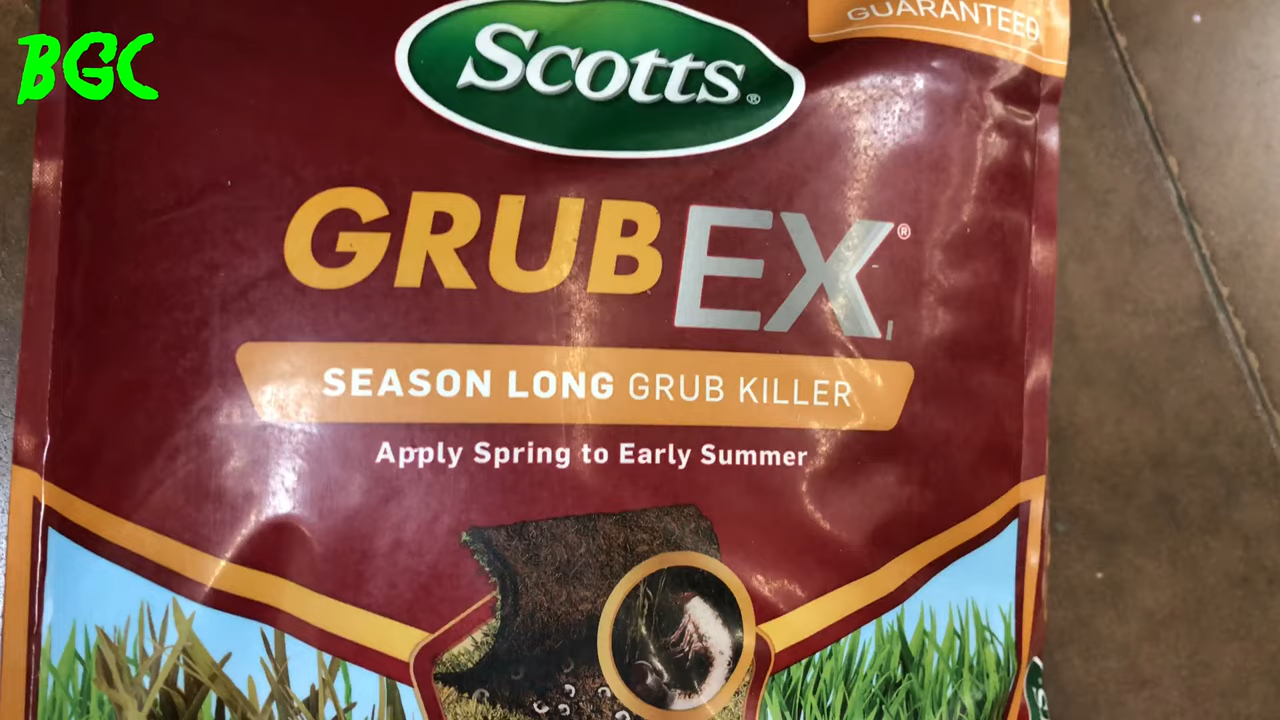 BGC
GUARANTEED
Scotts®
GRUBEX®
SEASON LONG GRUB KILLER
Apply Spring to Early Summer